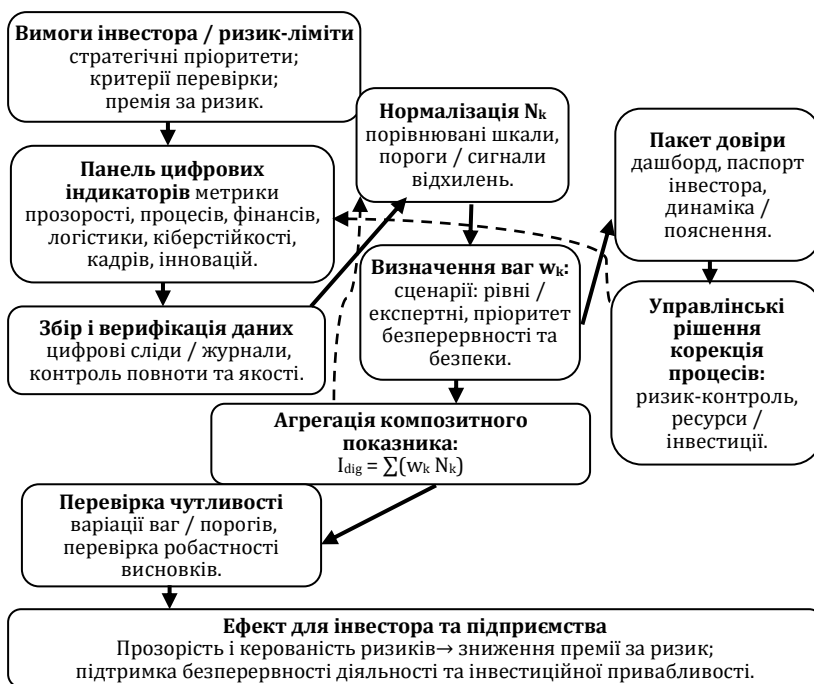 Вимоги інвестора / ризик-ліміти
стратегічні пріоритети;
критерії перевірки;
премія за ризик.
Панель цифрових
індикаторів метрики
прозорості, процесів, фінансів,
логістики, кіберстійкості,
кадрів, інновацій.
Збір і верифікація даних
цифрові сліди / журнали,
контроль повноти та якості.
Нормалізація Nₖ
порівнювані шкали,
пороги / сигнали
відхилень.
Визначення ваг wₖ:
сценарії: рівні /
експертні, пріоритет
безперервності та
безпеки.
Пакет довіри
дашборд, паспорт
інвестора,
динаміка /
пояснення.
Управлінські
рішення
корекція
процесів:
ризик-контроль,
ресурси /
інвестиції.
Агрегація композитного
показника:
I_dig = ∑(wₖ Nₖ)
Перевірка чутливості
варіації ваг / порогів,
перевірка робастності
висновків.
Ефект для інвестора та підприємства
Прозорість і керованість ризиків→ зниження премії за ризик;
підтримка безперервності діяльності та інвестиційної привабливості.